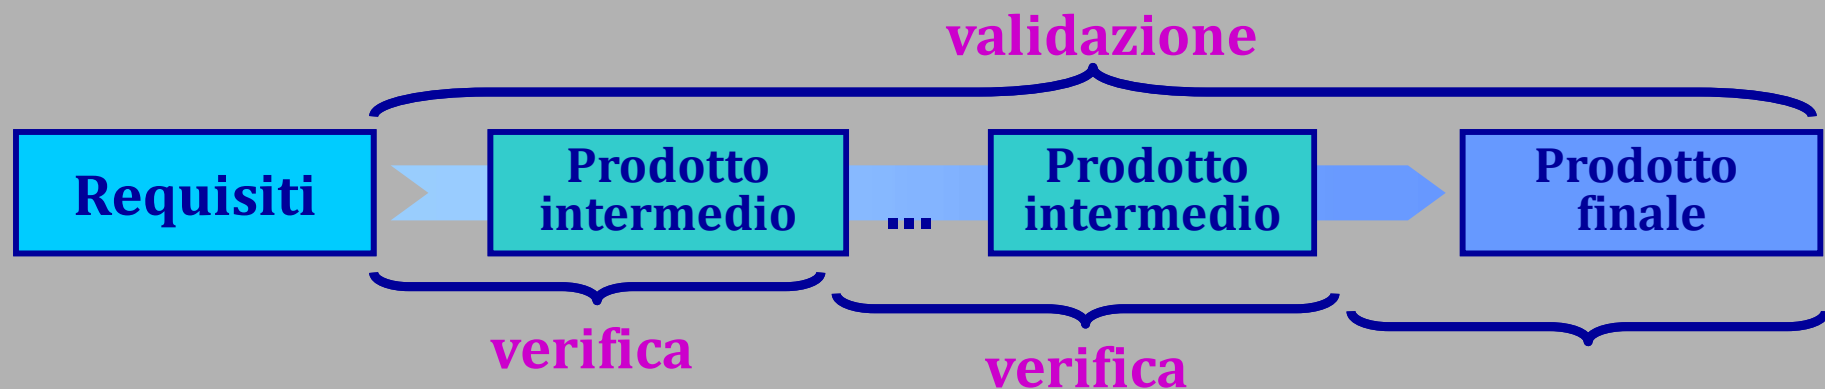 validazione
Requisiti
Prodotto
intermedio
...
Prodotto
intermedio
Prodotto
finale
verifica
verifica